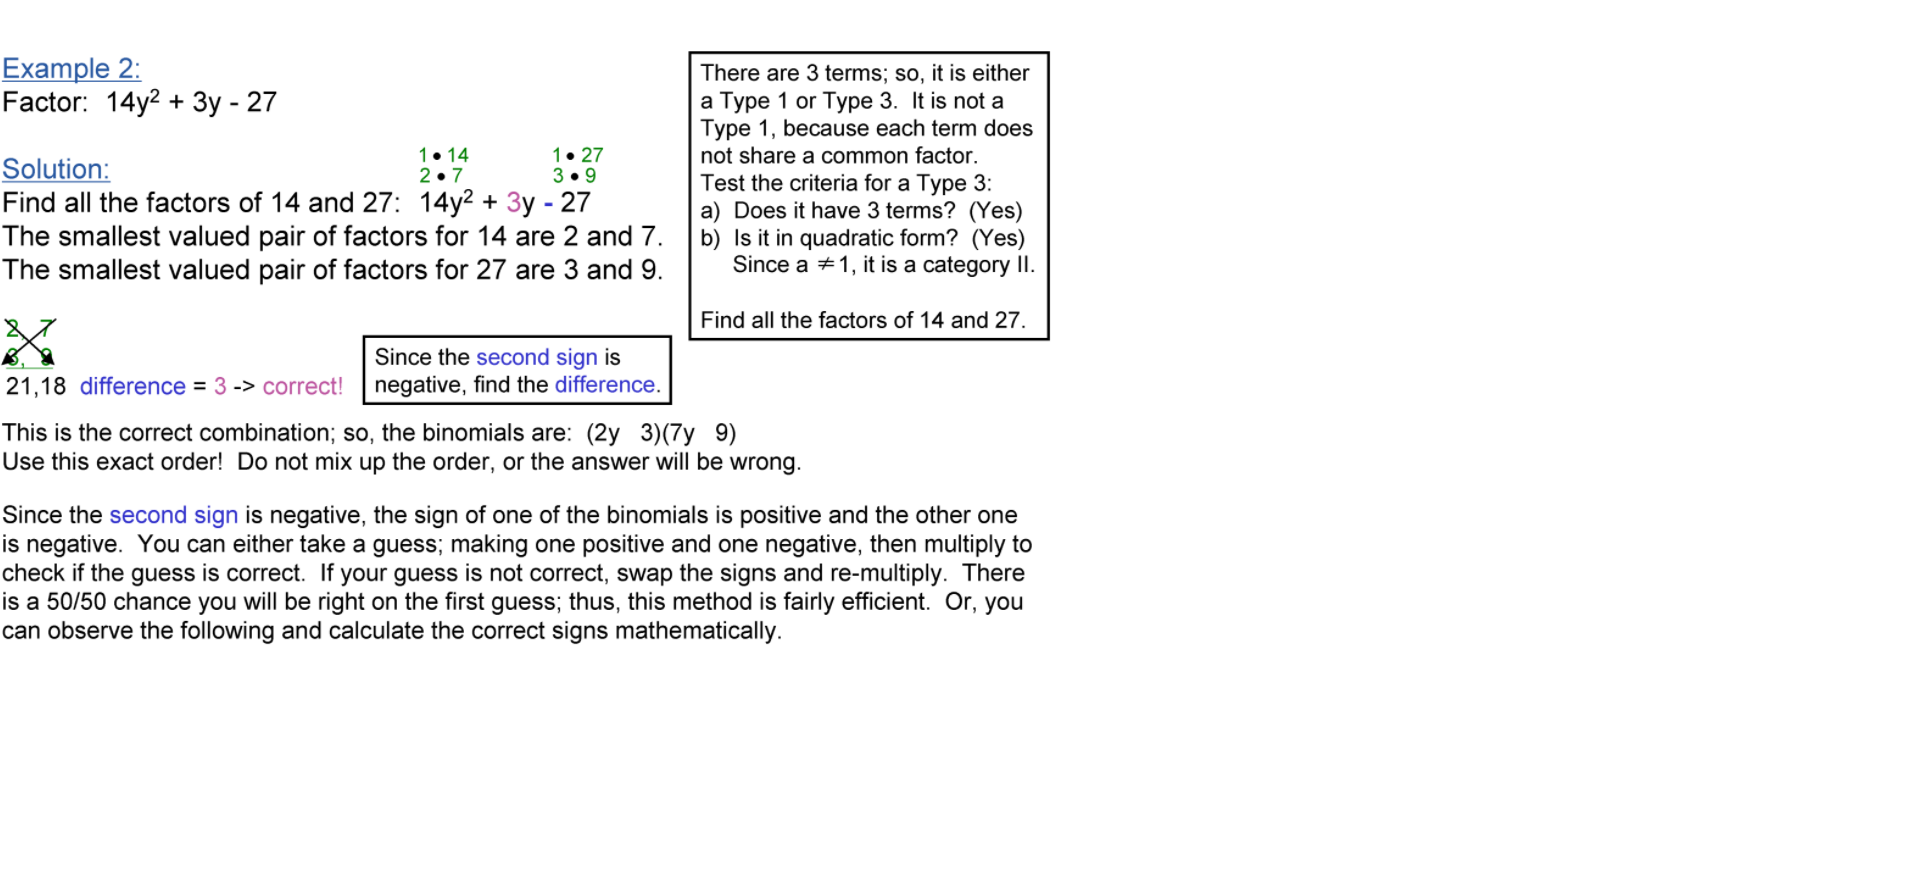 Example 2:
Factor:  14y² + 3y - 27
There are 3 terms; so, it is either
a Type 1 or Type 3.  It is not a
Type 1, because each term does
not share a common factor.
Test the criteria for a Type 3:
a)  Does it have 3 terms?  (Yes)
b)  Is it in quadratic form?  (Yes)
Since a ≠ 1, it is a category II.
Find all the factors of 14 and 27.
1 • 14   1 • 27
Solution:   2 • 7   3 • 9
Find all the factors of 14 and 27:  14y² + 3y - 27
The smallest valued pair of factors for 14 are 2 and 7.
The smallest valued pair of factors for 27 are 3 and 9.
2, 7
3, 9
21,18  difference = 3 -> correct!
Since the second sign is
negative, find the difference.
This is the correct combination; so, the binomials are:  (2y   3)(7y   9)
Use this exact order!  Do not mix up the order, or the answer will be wrong.
Since the second sign is negative, the sign of one of the binomials is positive and the other one
is negative.  You can either take a guess; making one positive and one negative, then multiply to
check if the guess is correct.  If your guess is not correct, swap the signs and re-multiply.  There
is a 50/50 chance you will be right on the first guess; thus, this method is fairly efficient.  Or, you
can observe the following and calculate the correct signs mathematically.